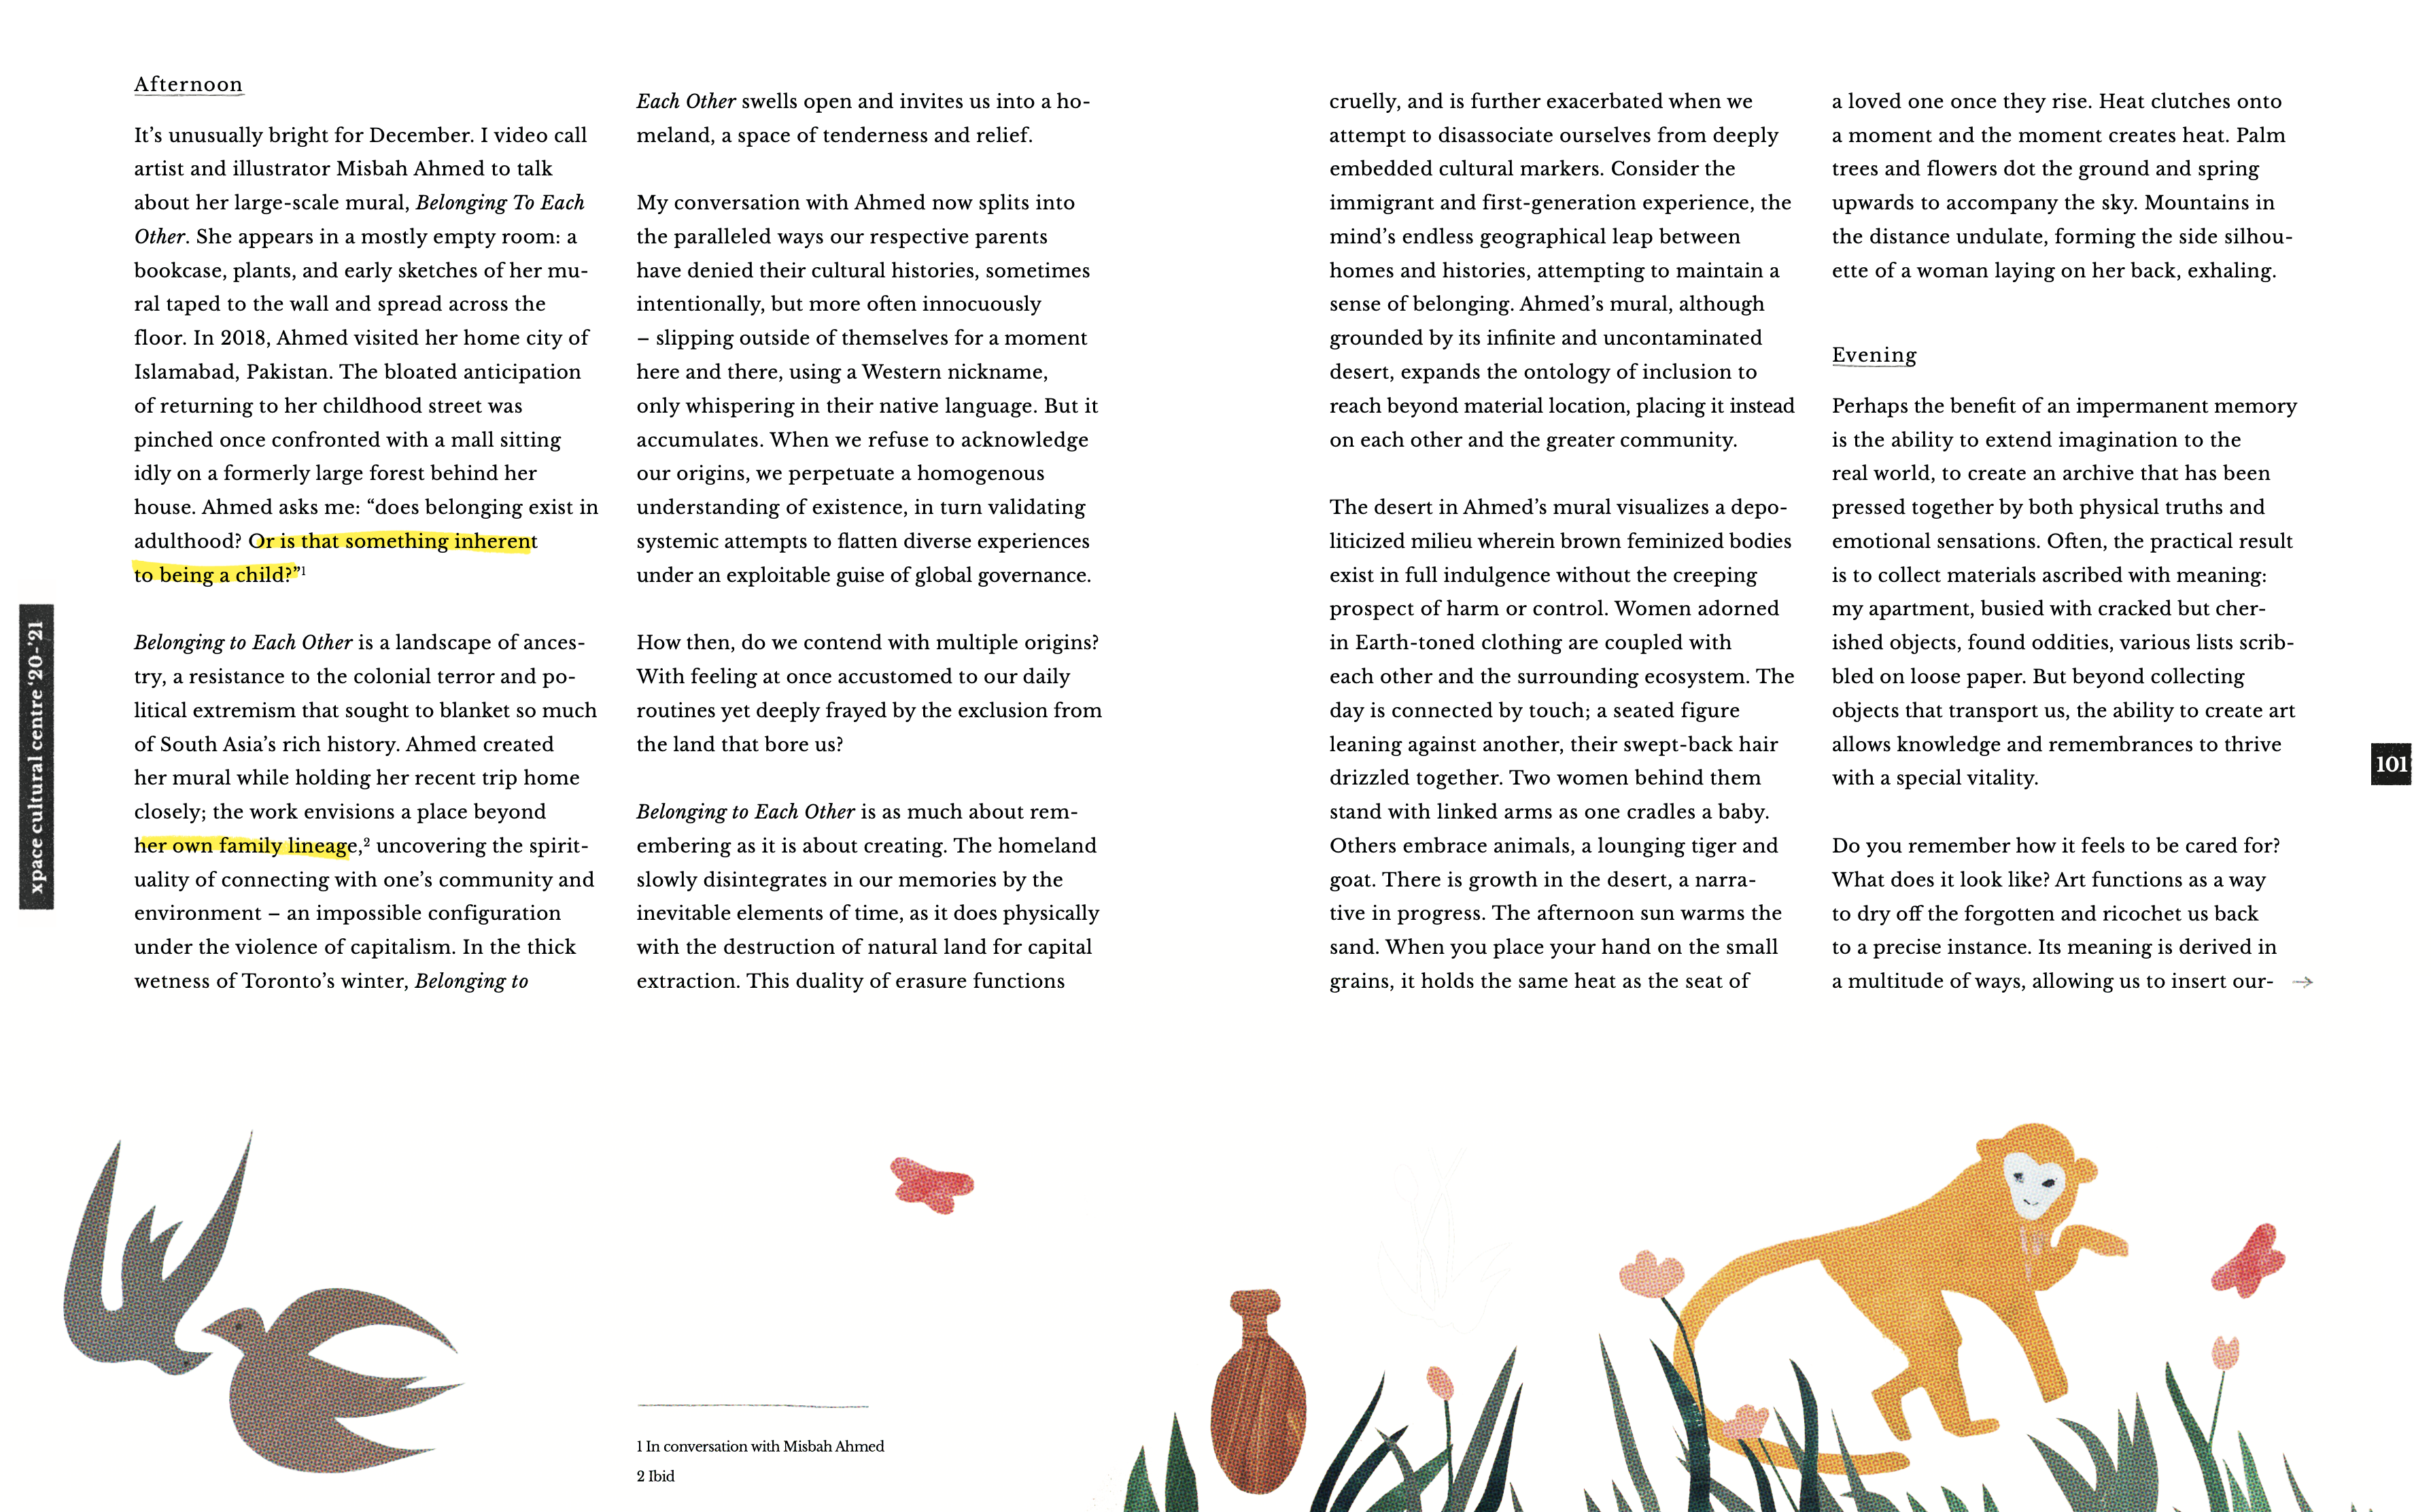 Afternoon
It’s unusually bright for December. I video call
artist and illustrator Misbah Ahmed to talk
about her large-scale mural, Belonging To Each
Other. She appears in a mostly empty room: a
bookcase, plants, and early sketches of her mu-
ral taped to the wall and spread across the
floor. In 2018, Ahmed visited her home city of
Islamabad, Pakistan. The bloated anticipation
of returning to her childhood street was
pinched once confronted with a mall sitting
idly on a formerly large forest behind her
house. Ahmed asks me: “does belonging exist in
adulthood? Or is that something inherent
to being a child?”1
Belonging to Each Other is a landscape of ances-
try, a resistance to the colonial terror and po-
litical extremism that sought to blanket so much
of South Asia’s rich history. Ahmed created
her mural while holding her recent trip home
closely; the work envisions a place beyond
her own family lineage,2 uncovering the spirit-
uality of connecting with one’s community and
environment – an impossible configuration
under the violence of capitalism. In the thick
wetness of Toronto’s winter, Belonging to
Each Other swells open and invites us into a ho-
meland, a space of tenderness and relief.
My conversation with Ahmed now splits into
the paralleled ways our respective parents
have denied their cultural histories, sometimes
intentionally, but more often innocuously
– slipping outside of themselves for a moment
here and there, using a Western nickname,
only whispering in their native language. But it
accumulates. When we refuse to acknowledge
our origins, we perpetuate a homogenous
understanding of existence, in turn validating
systemic attempts to flatten diverse experiences
under an exploitable guise of global governance.
How then, do we contend with multiple origins?
With feeling at once accustomed to our daily
routines yet deeply frayed by the exclusion from
the land that bore us?
Belonging to Each Other is as much about rem-
embering as it is about creating. The homeland
slowly disintegrates in our memories by the
inevitable elements of time, as it does physically
with the destruction of natural land for capital
extraction. This duality of erasure functions
1 In conversation with Misbah Ahmed
2 Ibid
xpace cultural centre ‘20-’21
cruelly, and is further exacerbated when we
attempt to disassociate ourselves from deeply
embedded cultural markers. Consider the
immigrant and first-generation experience, the
mind’s endless geographical leap between
homes and histories, attempting to maintain a
sense of belonging. Ahmed’s mural, although
grounded by its infinite and uncontaminated
desert, expands the ontology of inclusion to
reach beyond material location, placing it instead
on each other and the greater community.
The desert in Ahmed’s mural visualizes a depo-
liticized milieu wherein brown feminized bodies
exist in full indulgence without the creeping
prospect of harm or control. Women adorned
in Earth-toned clothing are coupled with
each other and the surrounding ecosystem. The
day is connected by touch; a seated figure
leaning against another, their swept-back hair
drizzled together. Two women behind them
stand with linked arms as one cradles a baby.
Others embrace animals, a lounging tiger and
goat. There is growth in the desert, a narra-
tive in progress. The afternoon sun warms the
sand. When you place your hand on the small
grains, it holds the same heat as the seat of
a loved one once they rise. Heat clutches onto
a moment and the moment creates heat. Palm
trees and flowers dot the ground and spring
upwards to accompany the sky. Mountains in
the distance undulate, forming the side silhou-
ette of a woman laying on her back, exhaling.
Evening
Perhaps the benefit of an impermanent memory
is the ability to extend imagination to the
real world, to create an archive that has been
pressed together by both physical truths and
emotional sensations. Often, the practical result
is to collect materials ascribed with meaning:
my apartment, busied with cracked but cher-
ished objects, found oddities, various lists scrib-
bled on loose paper. But beyond collecting
objects that transport us, the ability to create art
allows knowledge and remembrances to thrive
with a special vitality.
Do you remember how it feels to be cared for?
What does it look like? Art functions as a way
to dry off the forgotten and ricochet us back
to a precise instance. Its meaning is derived in
a multitude of ways, allowing us to insert our- →
101